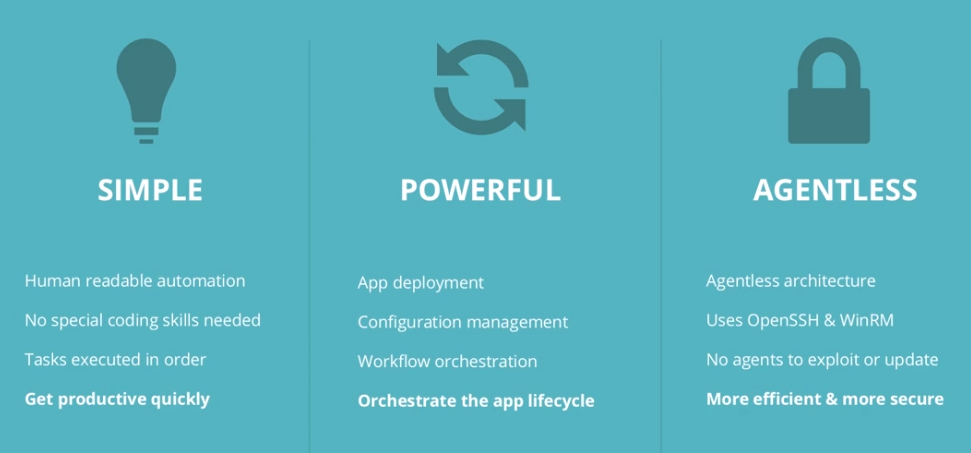 SIMPLE
Human readable automation
No special coding skills needed
Tasks executed in order
Get productive quickly
POWERFUL
App deployment
Configuration management
Workflow orchestration
Orchestrate the app lifecycle
AGENTLESS
Agentless architecture
Uses OpenSSH & WinRM
No agents to exploit or update
More efficient & more secure